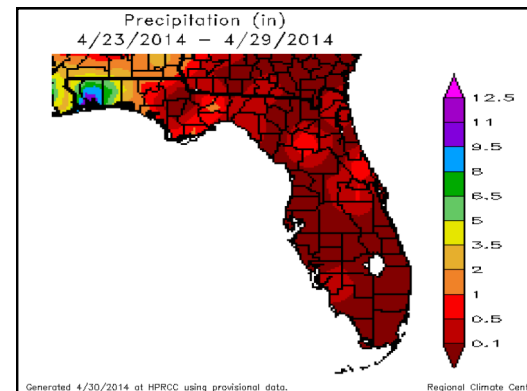 Precipitation (in)
4/23/2014 – 4/29/2014
12.5
11
9.5
8
6.5
5
3.5
2
1
0.5
0.1
Generated 4/30/2014 at HPRCC using provisional data.
Regional Climate Cent